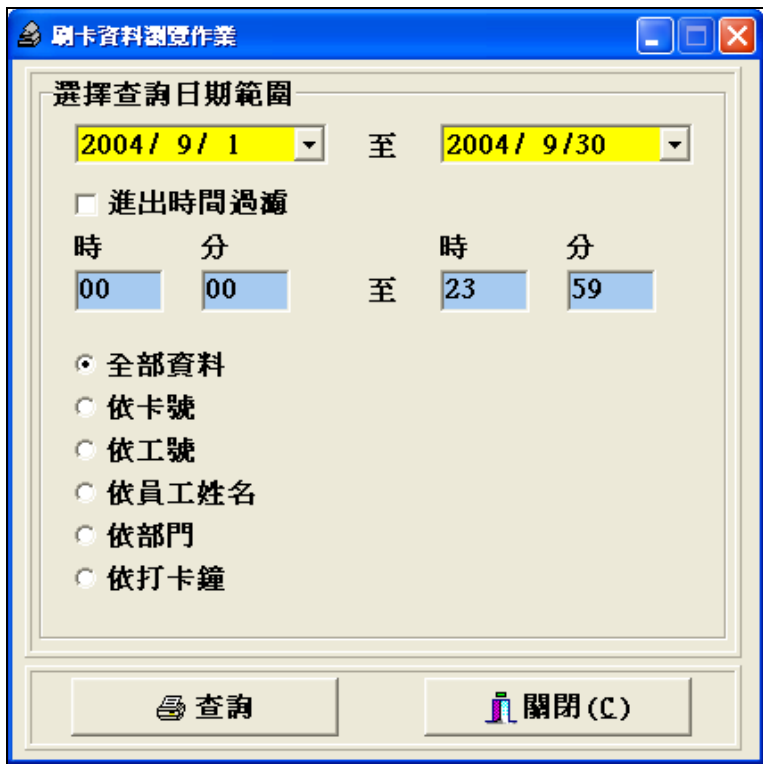 刷卡資料瀏覽作業
選擇查詢日期範圍
2004/ 9/ 1 至 2004/ 9/30
進出時間過濾
時 分 時 分
00 00 至 23 59
全部資料
依卡號
依工號
依員工姓名
依部門
依打卡鐘
查詢 關閉(C)